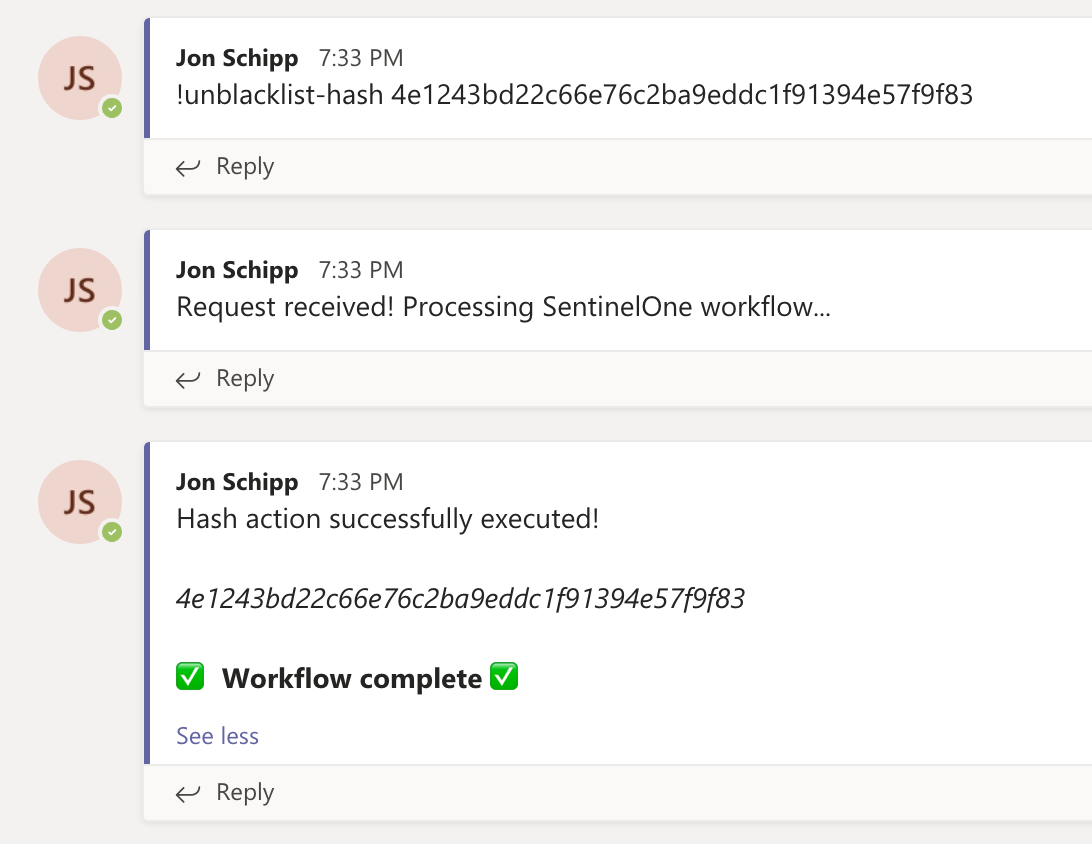 JS
Jon Schipp 7:33 PM
!unblacklist-hash 4e1243bd22c66e76c2ba9eddc1f91394e57f9f83
Reply
JS
Jon Schipp 7:33 PM
Request received! Processing SentinelOne workflow...
Reply
JS
Jon Schipp 7:33 PM
Hash action successfully executed!
4e1243bd22c66e76c2ba9eddc1f91394e57f9f83
✅ Workflow complete ✅
See less
Reply